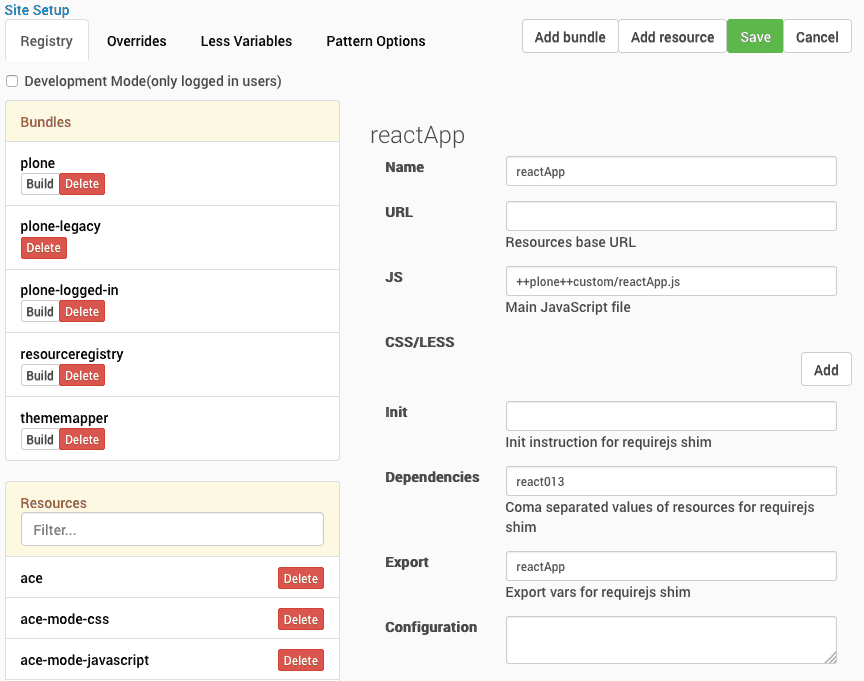 Site Setup
Registry
Overrides
Less Variables
Pattern Options
Add bundle
Add resource
Save
Cancel
Development Mode(only logged in users)
Bundles
plone
Build Delete
plone-legacy
Delete
plone-logged-in
Build Delete
resourceregistry
Build Delete
thememapper
Build Delete
Resources
Filter...
ace Delete
ace-mode-css Delete
ace-mode-javascript Delete
reactApp
Name reactApp
URL
Resources base URL
JS ++plone++custom/reactApp.js
Main JavaScript file
CSS/LESS
Add
Init
Init instruction for requirejs shim
Dependencies react013
Coma separated values of resources for requirejs
shim
Export reactApp
Export vars for requirejs shim
Configuration